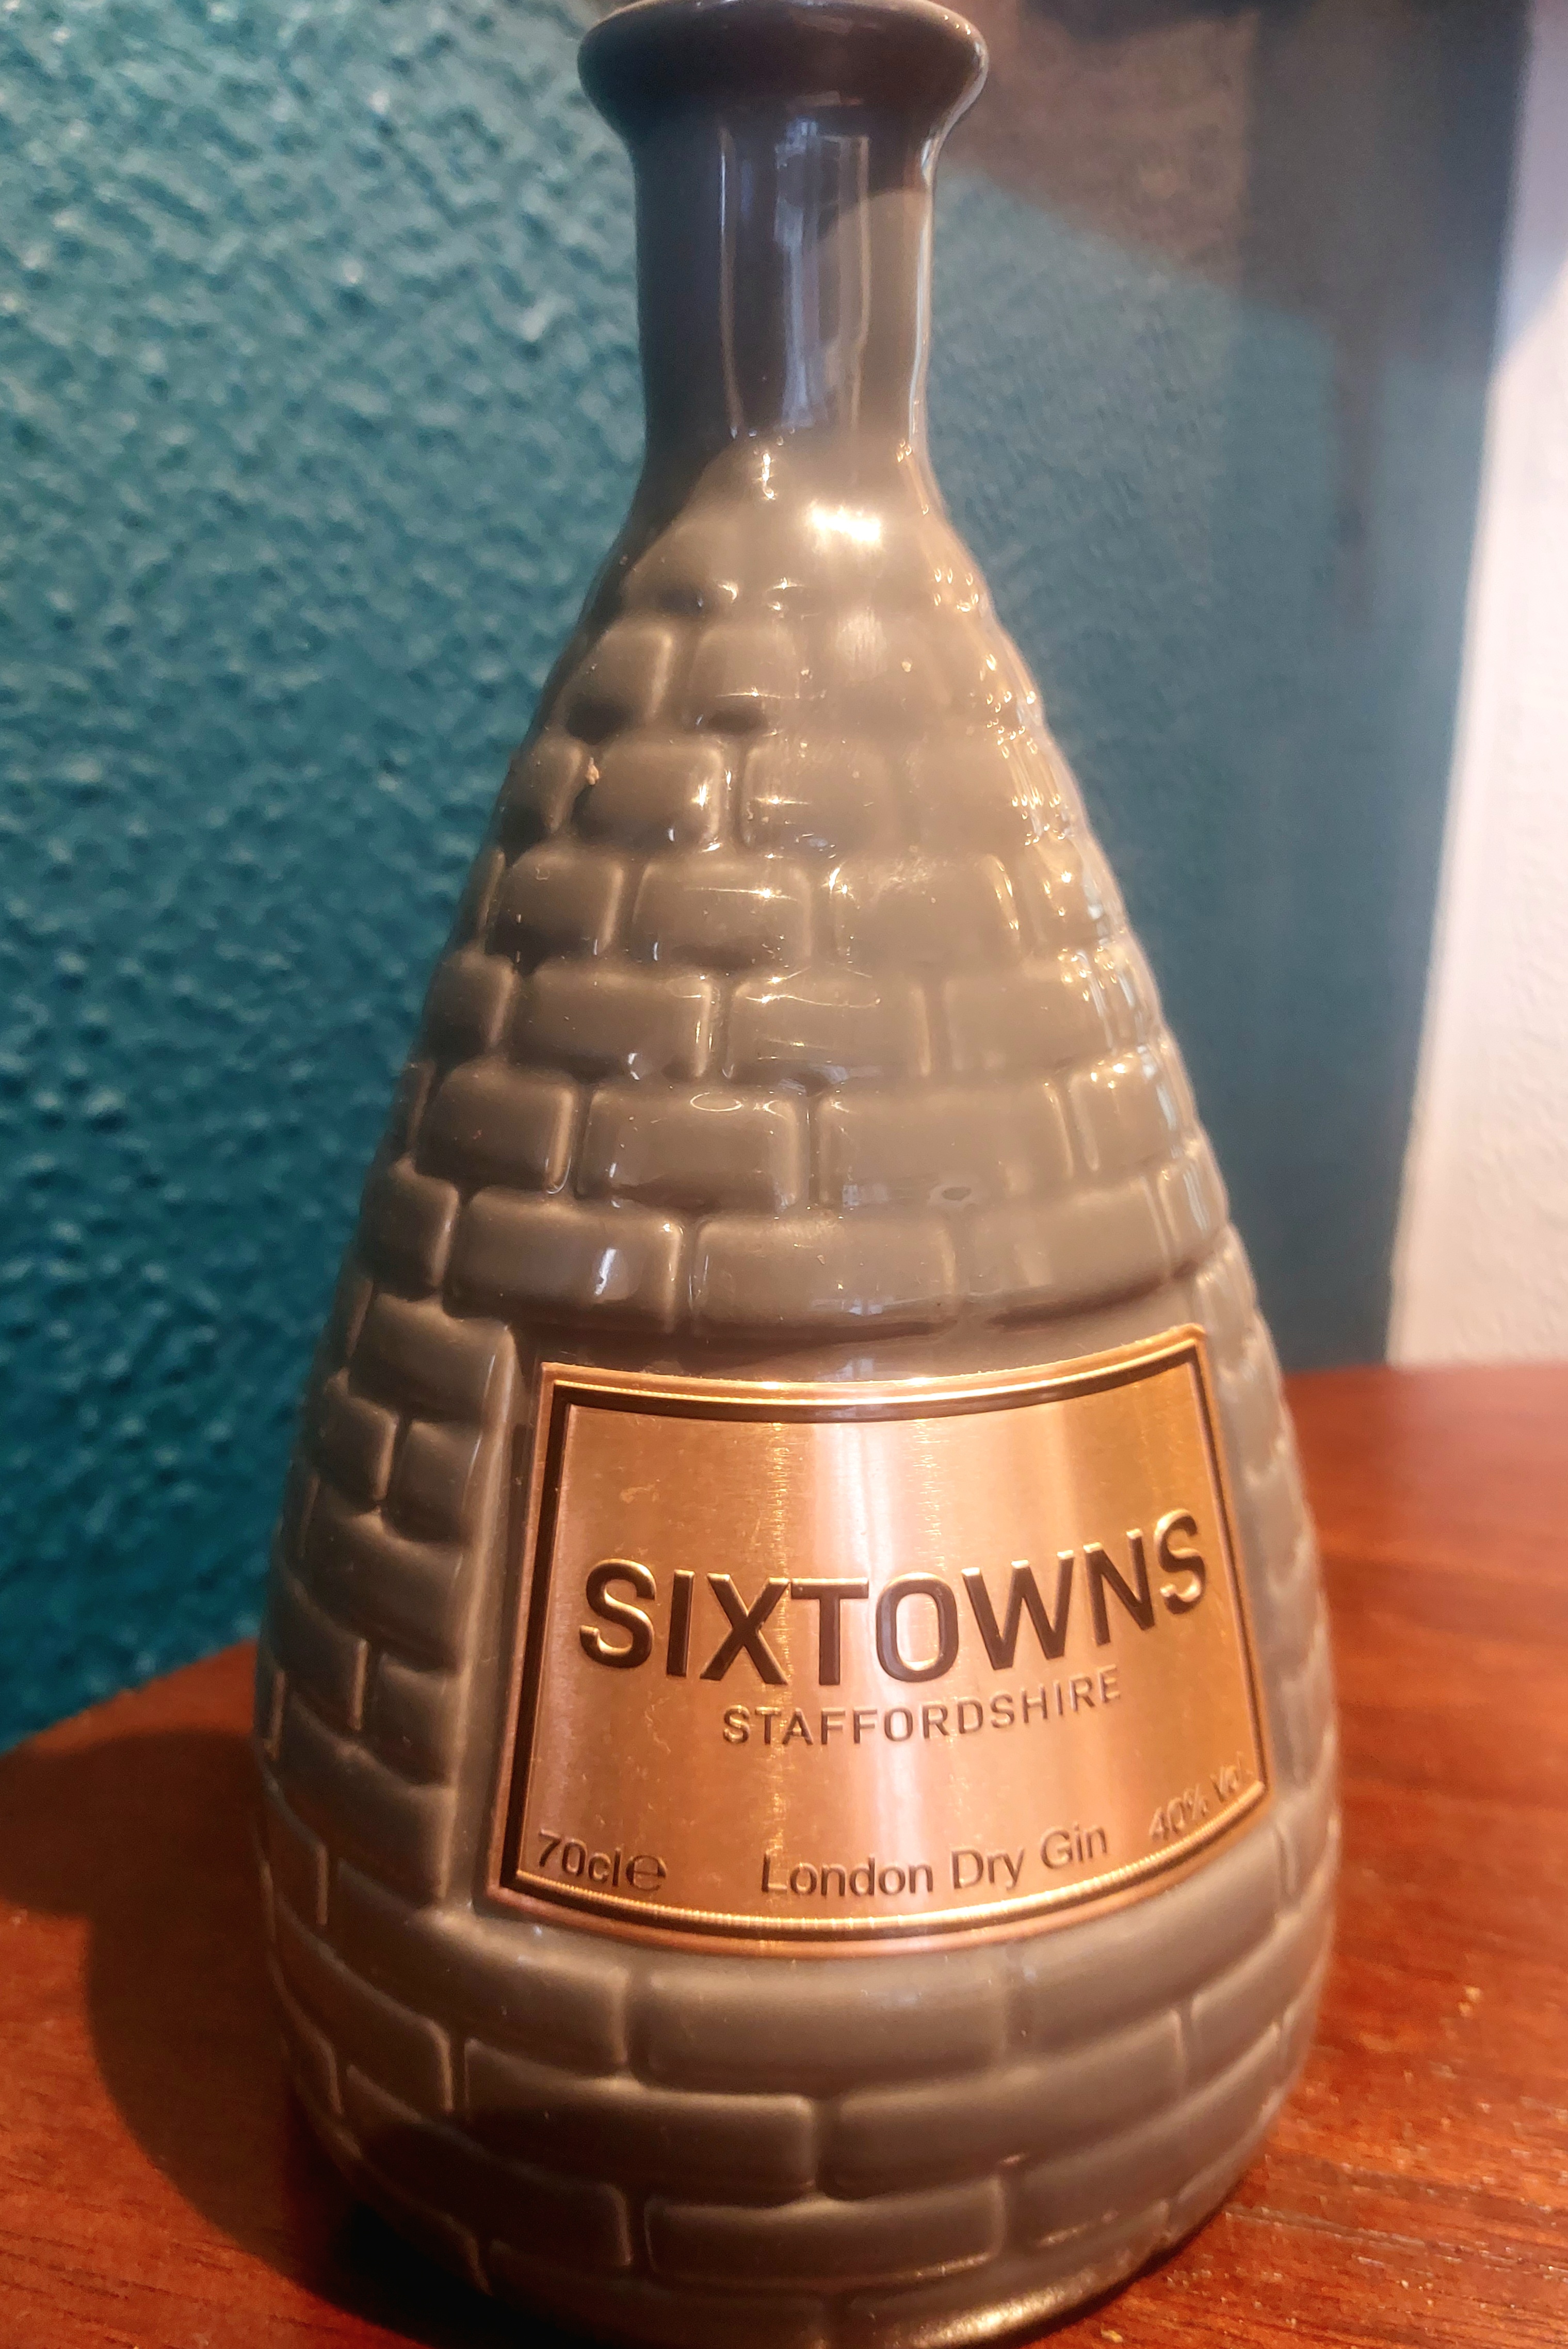 SIXTOWNS
STAFFORDSHIRE
70cl℮ London Dry Gin 40% Vol